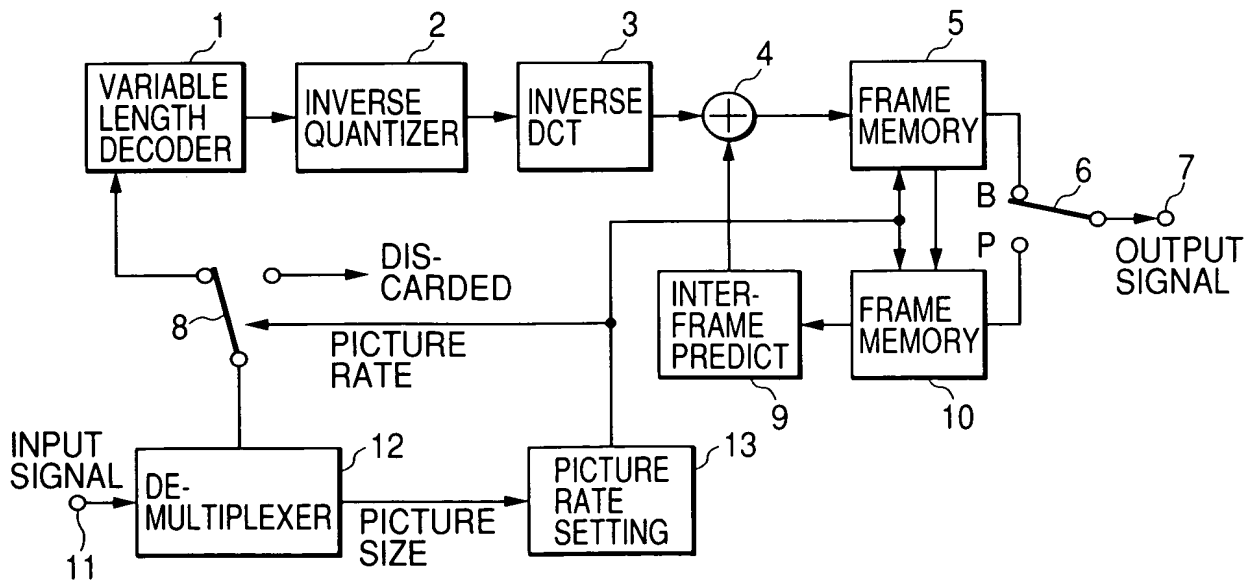 1
2
3
4
5
VARIABLE
LENGTH
DECODER
INVERSE
QUANTIZER
INVERSE
DCT
FRAME
MEMORY
B
6
7
P
OUTPUT
SIGNAL
DIS-
CARDED
8
PICTURE
RATE
INTER-
FRAME
PREDICT
9
FRAME
MEMORY
10
INPUT
SIGNAL
11
12
DE-
MULTIPLEXER
PICTURE
SIZE
13
PICTURE
RATE
SETTING